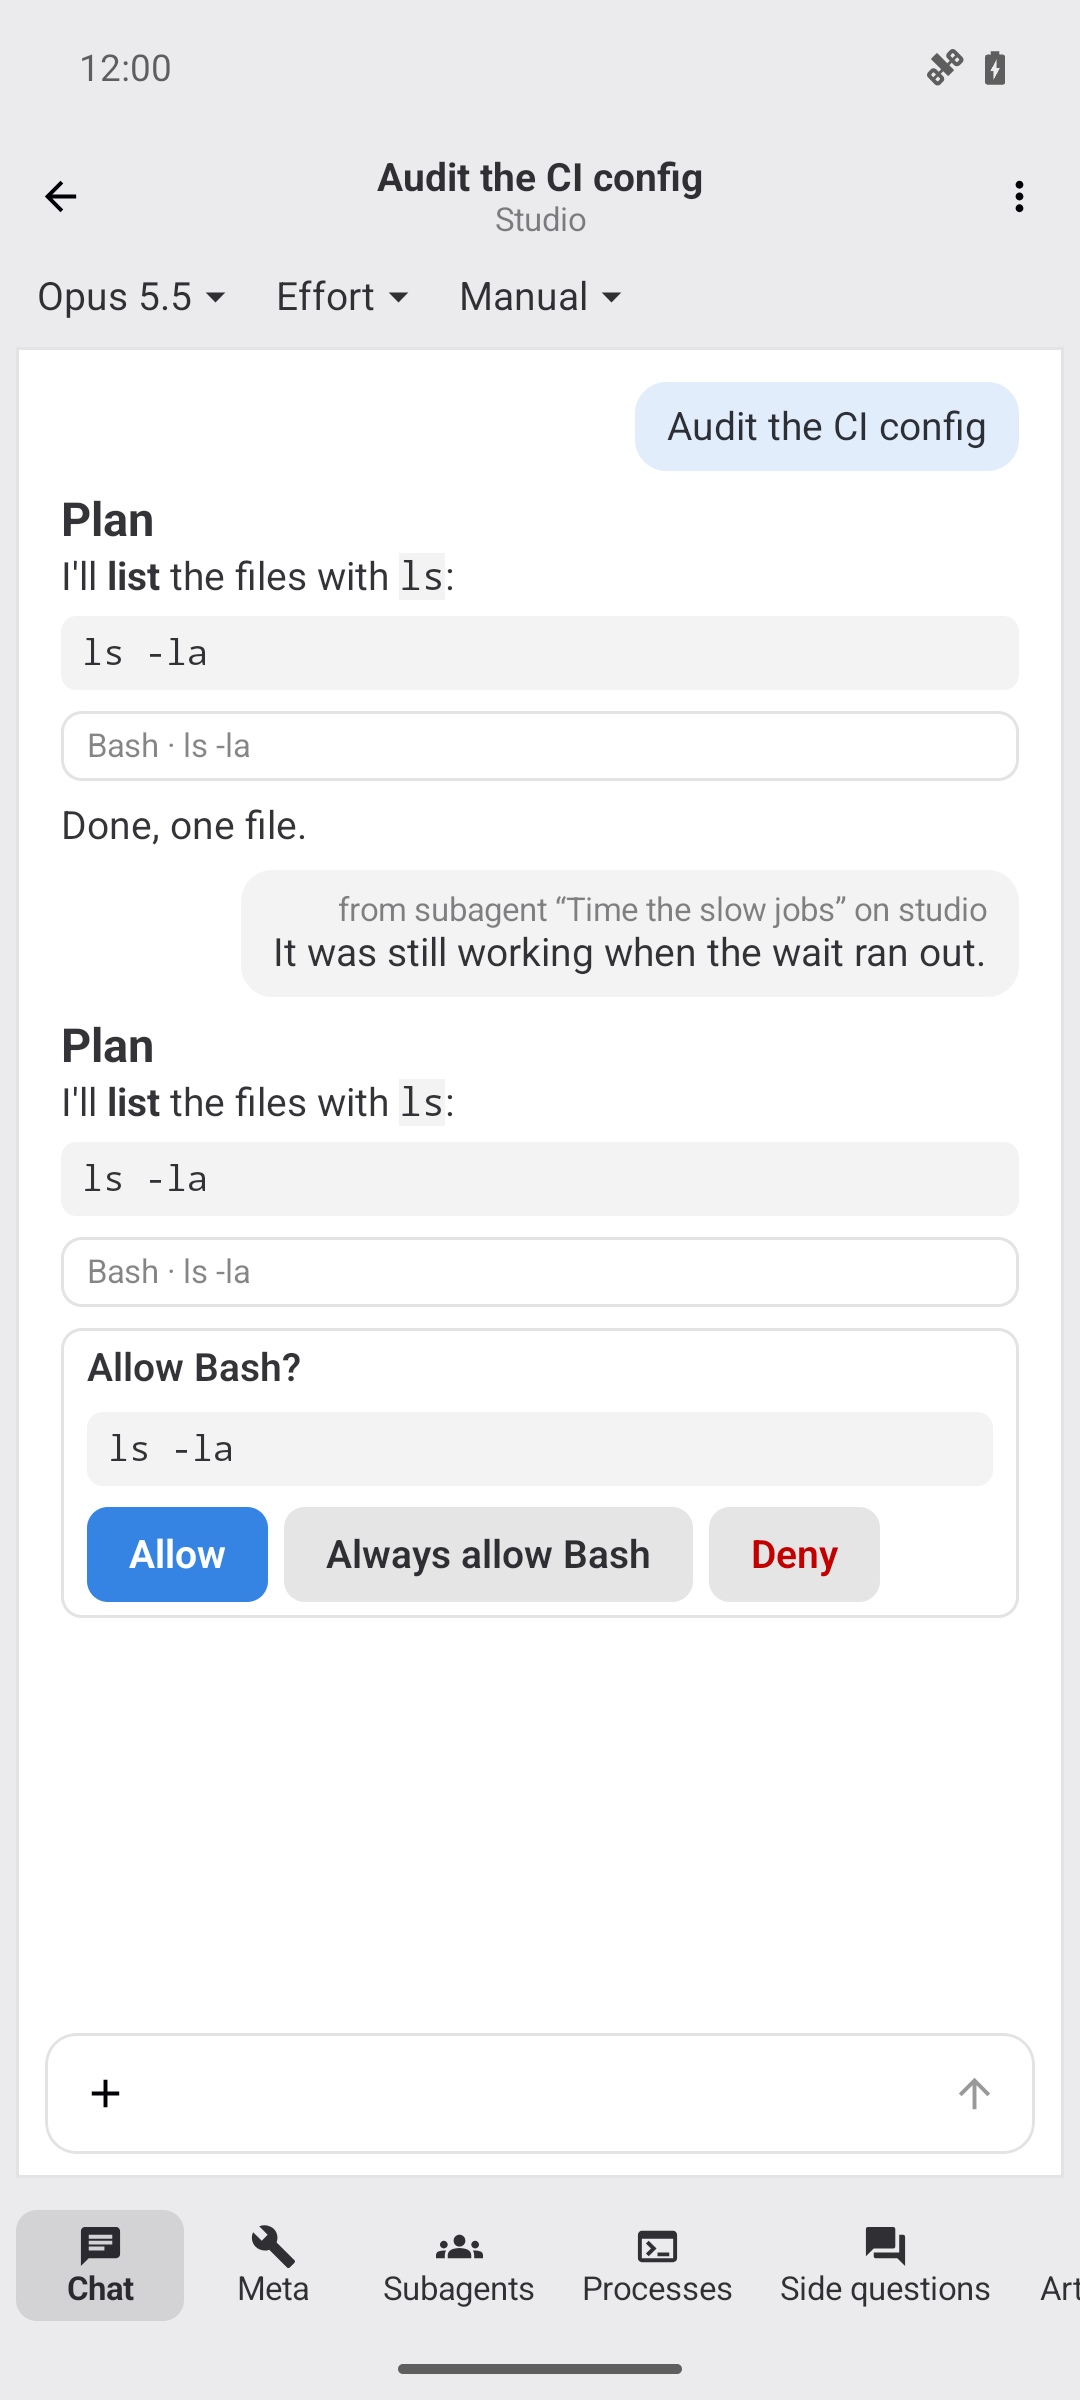 12:00
Audit the CI config
Studio
Opus 5.5
Effort
Manual
Audit the CI config
Plan
I'll list the files with ls:
ls -la
Bash · ls -la
Done, one file.
from subagent “Time the slow jobs” on studio
It was still working when the wait ran out.
Plan
I'll list the files with ls:
ls -la
Bash · ls -la
Allow Bash?
ls -la
Allow
Always allow Bash
Deny
Chat
Meta
Subagents
Processes
Side questions
Art